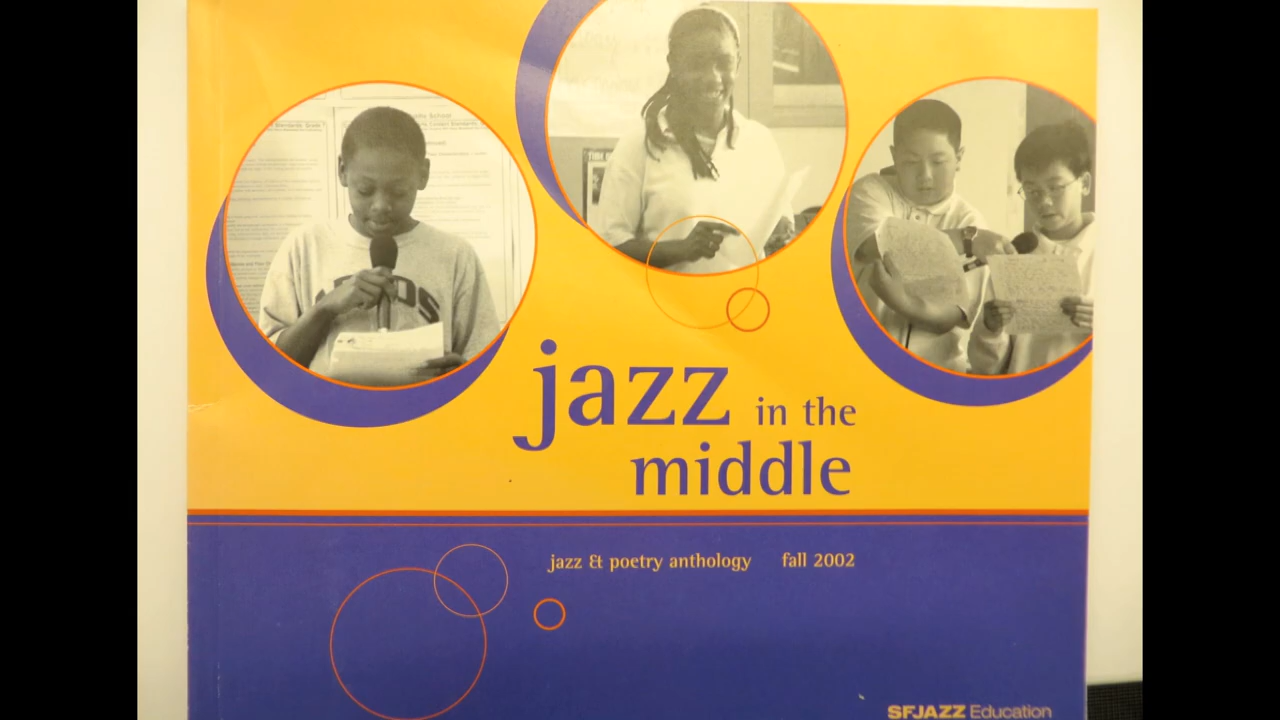 jazz in the
middle
jazz & poetry anthology fall 2002
SFJAZZ Education